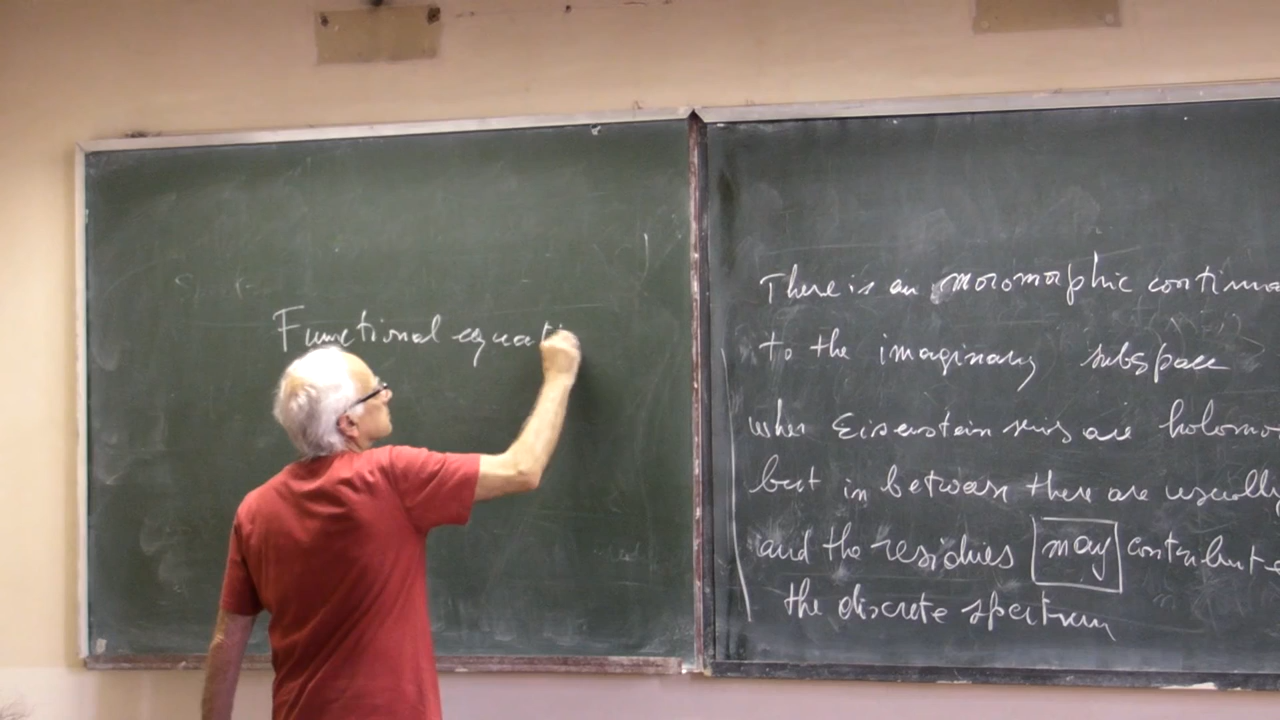 Functional equati
There is an moromorphic continua
to the imaginary subspace
when Eisenstein series are holomo
but in between there are usually
and the residues may contribute
the discrete spectrum